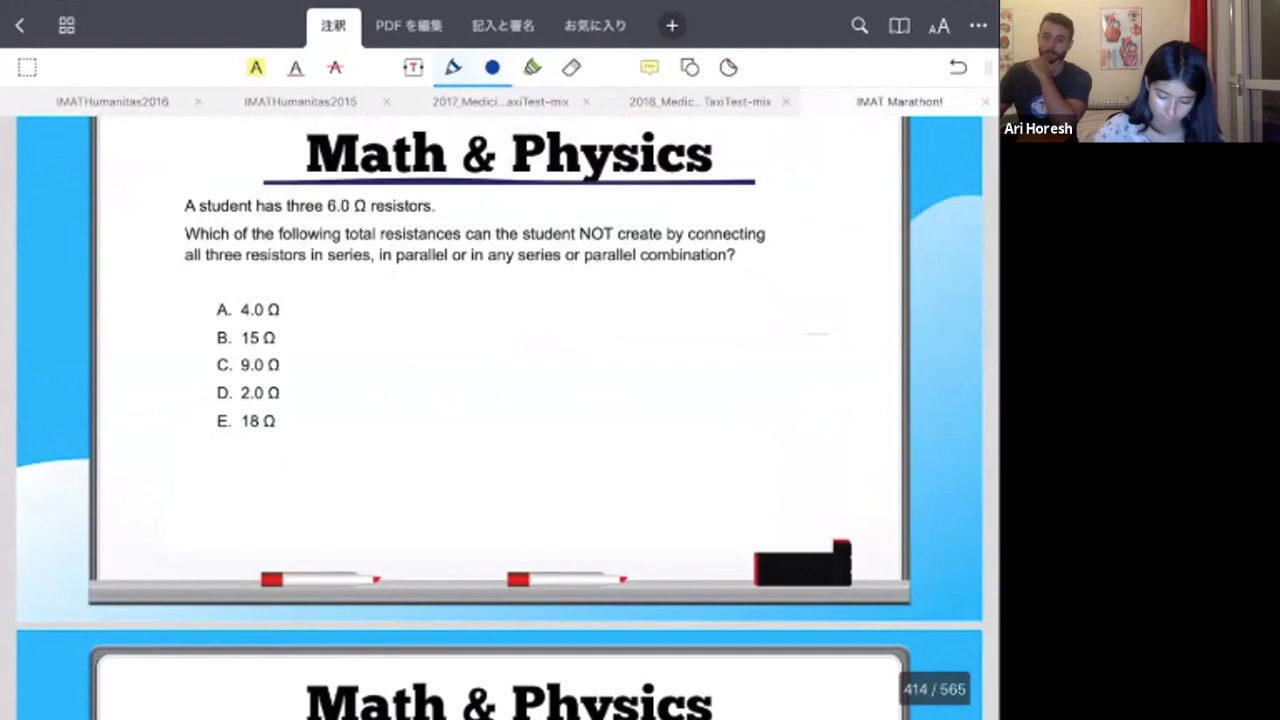 注釈
PDF を編集
記入と署名
お気に入り
AA
A A A T
IMATHumanitas2016
IMATHumanitas2015
2017_Medici...axiTest-mix
2016_Medic...TaxiTest-mix
IMAT Marathon!
Ari Horesh
Math & Physics
A student has three 6.0 Ω resistors.
Which of the following total resistances can the student NOT create by connecting
all three resistors in series, in parallel or in any series or parallel combination?
A. 4.0 Ω
B. 15 Ω
C. 9.0 Ω
D. 2.0 Ω
E. 18 Ω
Math & Physics
414 / 565